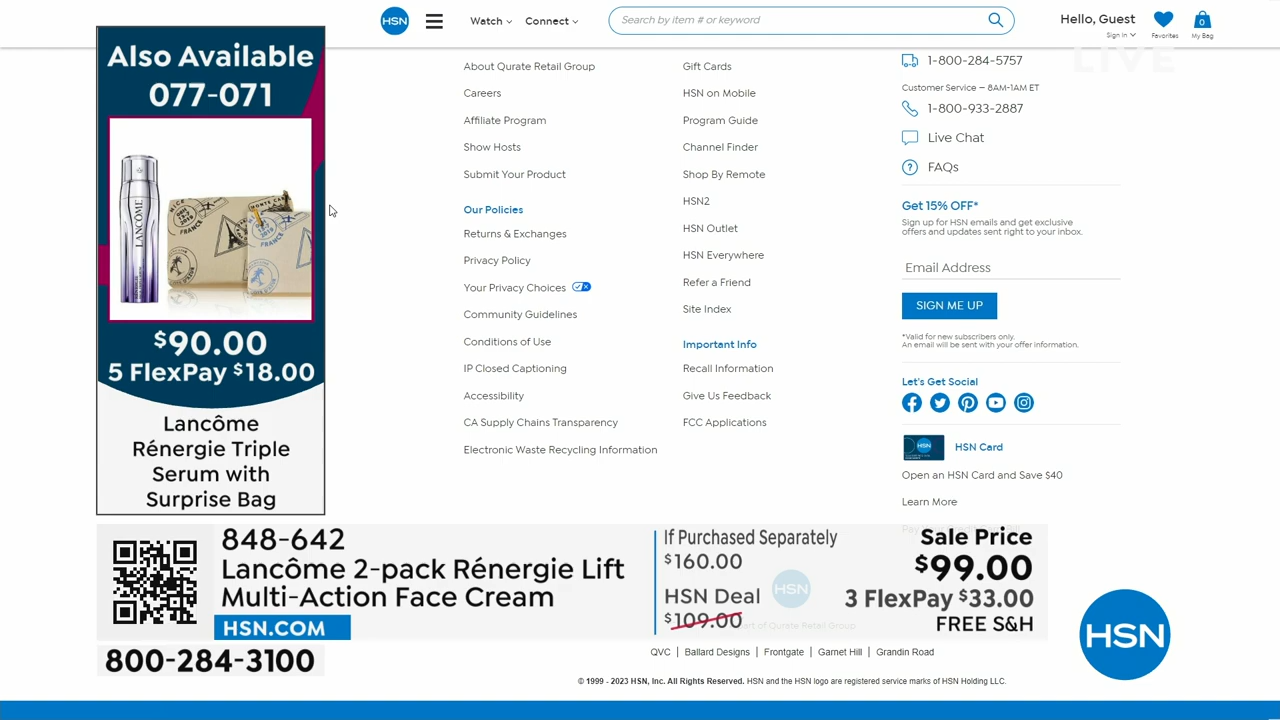 HSN
Watch
Connect
Search by item # or keyword
Hello, Guest
Sign In
Favorites
0
My Bag
LIVE
Also Available
077-071
LANCÔME
$90.00
5 FlexPay $18.00
Lancôme
Rénergie Triple
Serum with
Surprise Bag
About Qurate Retail Group
Careers
Affiliate Program
Show Hosts
Submit Your Product
Our Policies
Returns & Exchanges
Privacy Policy
Your Privacy Choices
Community Guidelines
Conditions of Use
IP Closed Captioning
Accessibility
CA Supply Chains Transparency
Electronic Waste Recycling Information
Gift Cards
HSN on Mobile
Program Guide
Channel Finder
Shop By Remote
HSN2
HSN Outlet
HSN Everywhere
Refer a Friend
Site Index
Important Info
Recall Information
Give Us Feedback
FCC Applications
1-800-284-5757
Customer Service – 8AM-1AM ET
1-800-933-2887
Live Chat
FAQs
Get 15% OFF*
Sign up for HSN emails and get exclusive
offers and updates sent right to your inbox.
Email Address
SIGN ME UP
*Valid for new subscribers only.
An email will be sent with your offer information.
Let's Get Social
HSN Card
Open an HSN Card and Save $40
Learn More
848-642
Lancôme 2-pack Rénergie Lift
Multi-Action Face Cream
HSN.COM
800-284-3100
If Purchased Separately
$160.00
HSN Deal
$109.00
HSN
Sale Price
$99.00
3 FlexPay $33.00
FREE S&H
part of Qurate Retail Group
HSN
QVC | Ballard Designs | Frontgate | Garnet Hill | Grandin Road
© 1999 - 2023 HSN, Inc. All Rights Reserved. HSN and the HSN logo are registered service marks of HSN Holding LLC.